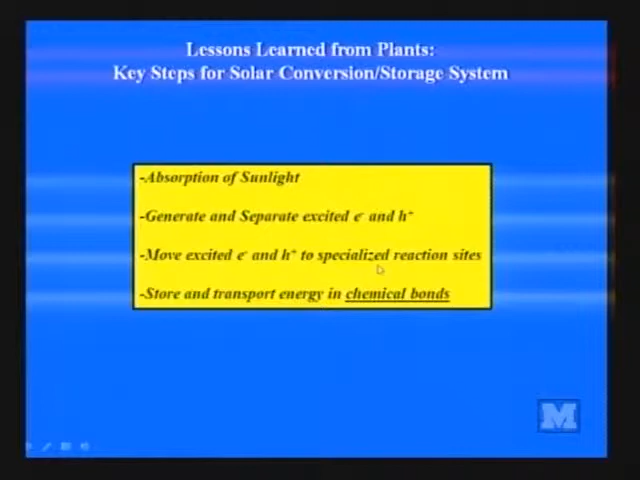 Lessons Learned from Plants:
Key Steps for Solar Conversion/Storage System
-Absorption of Sunlight
-Generate and Separate excited e- and h+
-Move excited e- and h+ to specialized reaction sites
-Store and transport energy in chemical bonds
M